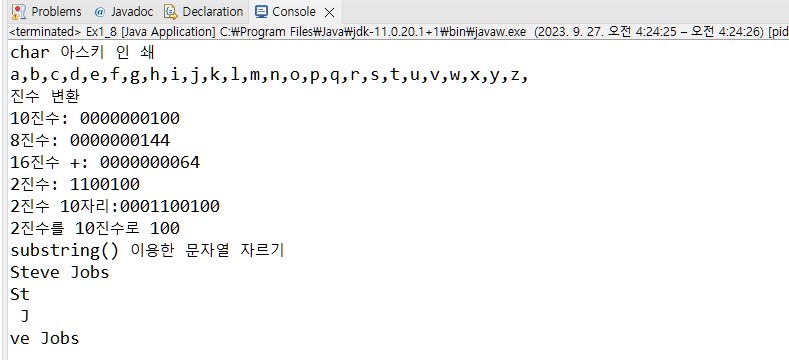 Problems @ Javadoc Declaration Console
<terminated> Ex1_8 [Java Application] C:₩Program Files₩Java₩jdk-11.0.20.1+1₩bin₩javaw.exe (2023. 9. 27. 오전 4:24:25 – 오전 4:24:26) [pid
char 아스키 인 쇄
a,b,c,d,e,f,g,h,i,j,k,l,m,n,o,p,q,r,s,t,u,v,w,x,y,z,
진수 변환
10진수: 0000000100
8진수: 0000000144
16진수 +: 0000000064
2진수: 1100100
2진수 10자리:0001100100
2진수를 10진수로 100
substring() 이용한 문자열 자르기
Steve Jobs
St
 J
ve Jobs